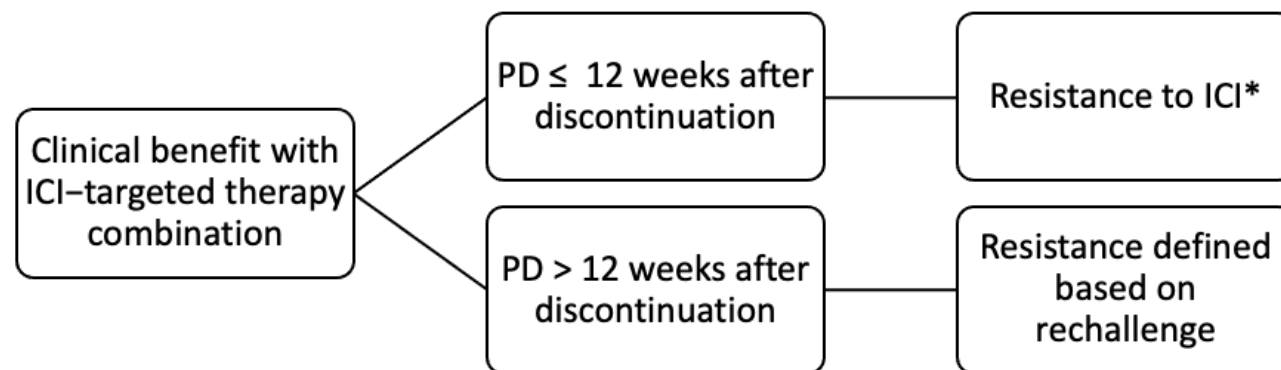 Clinical benefit with
ICI–targeted therapy
combination
PD ≤ 12 weeks after
discontinuation
Resistance to ICI*
PD > 12 weeks after
discontinuation
Resistance defined
based on
rechallenge